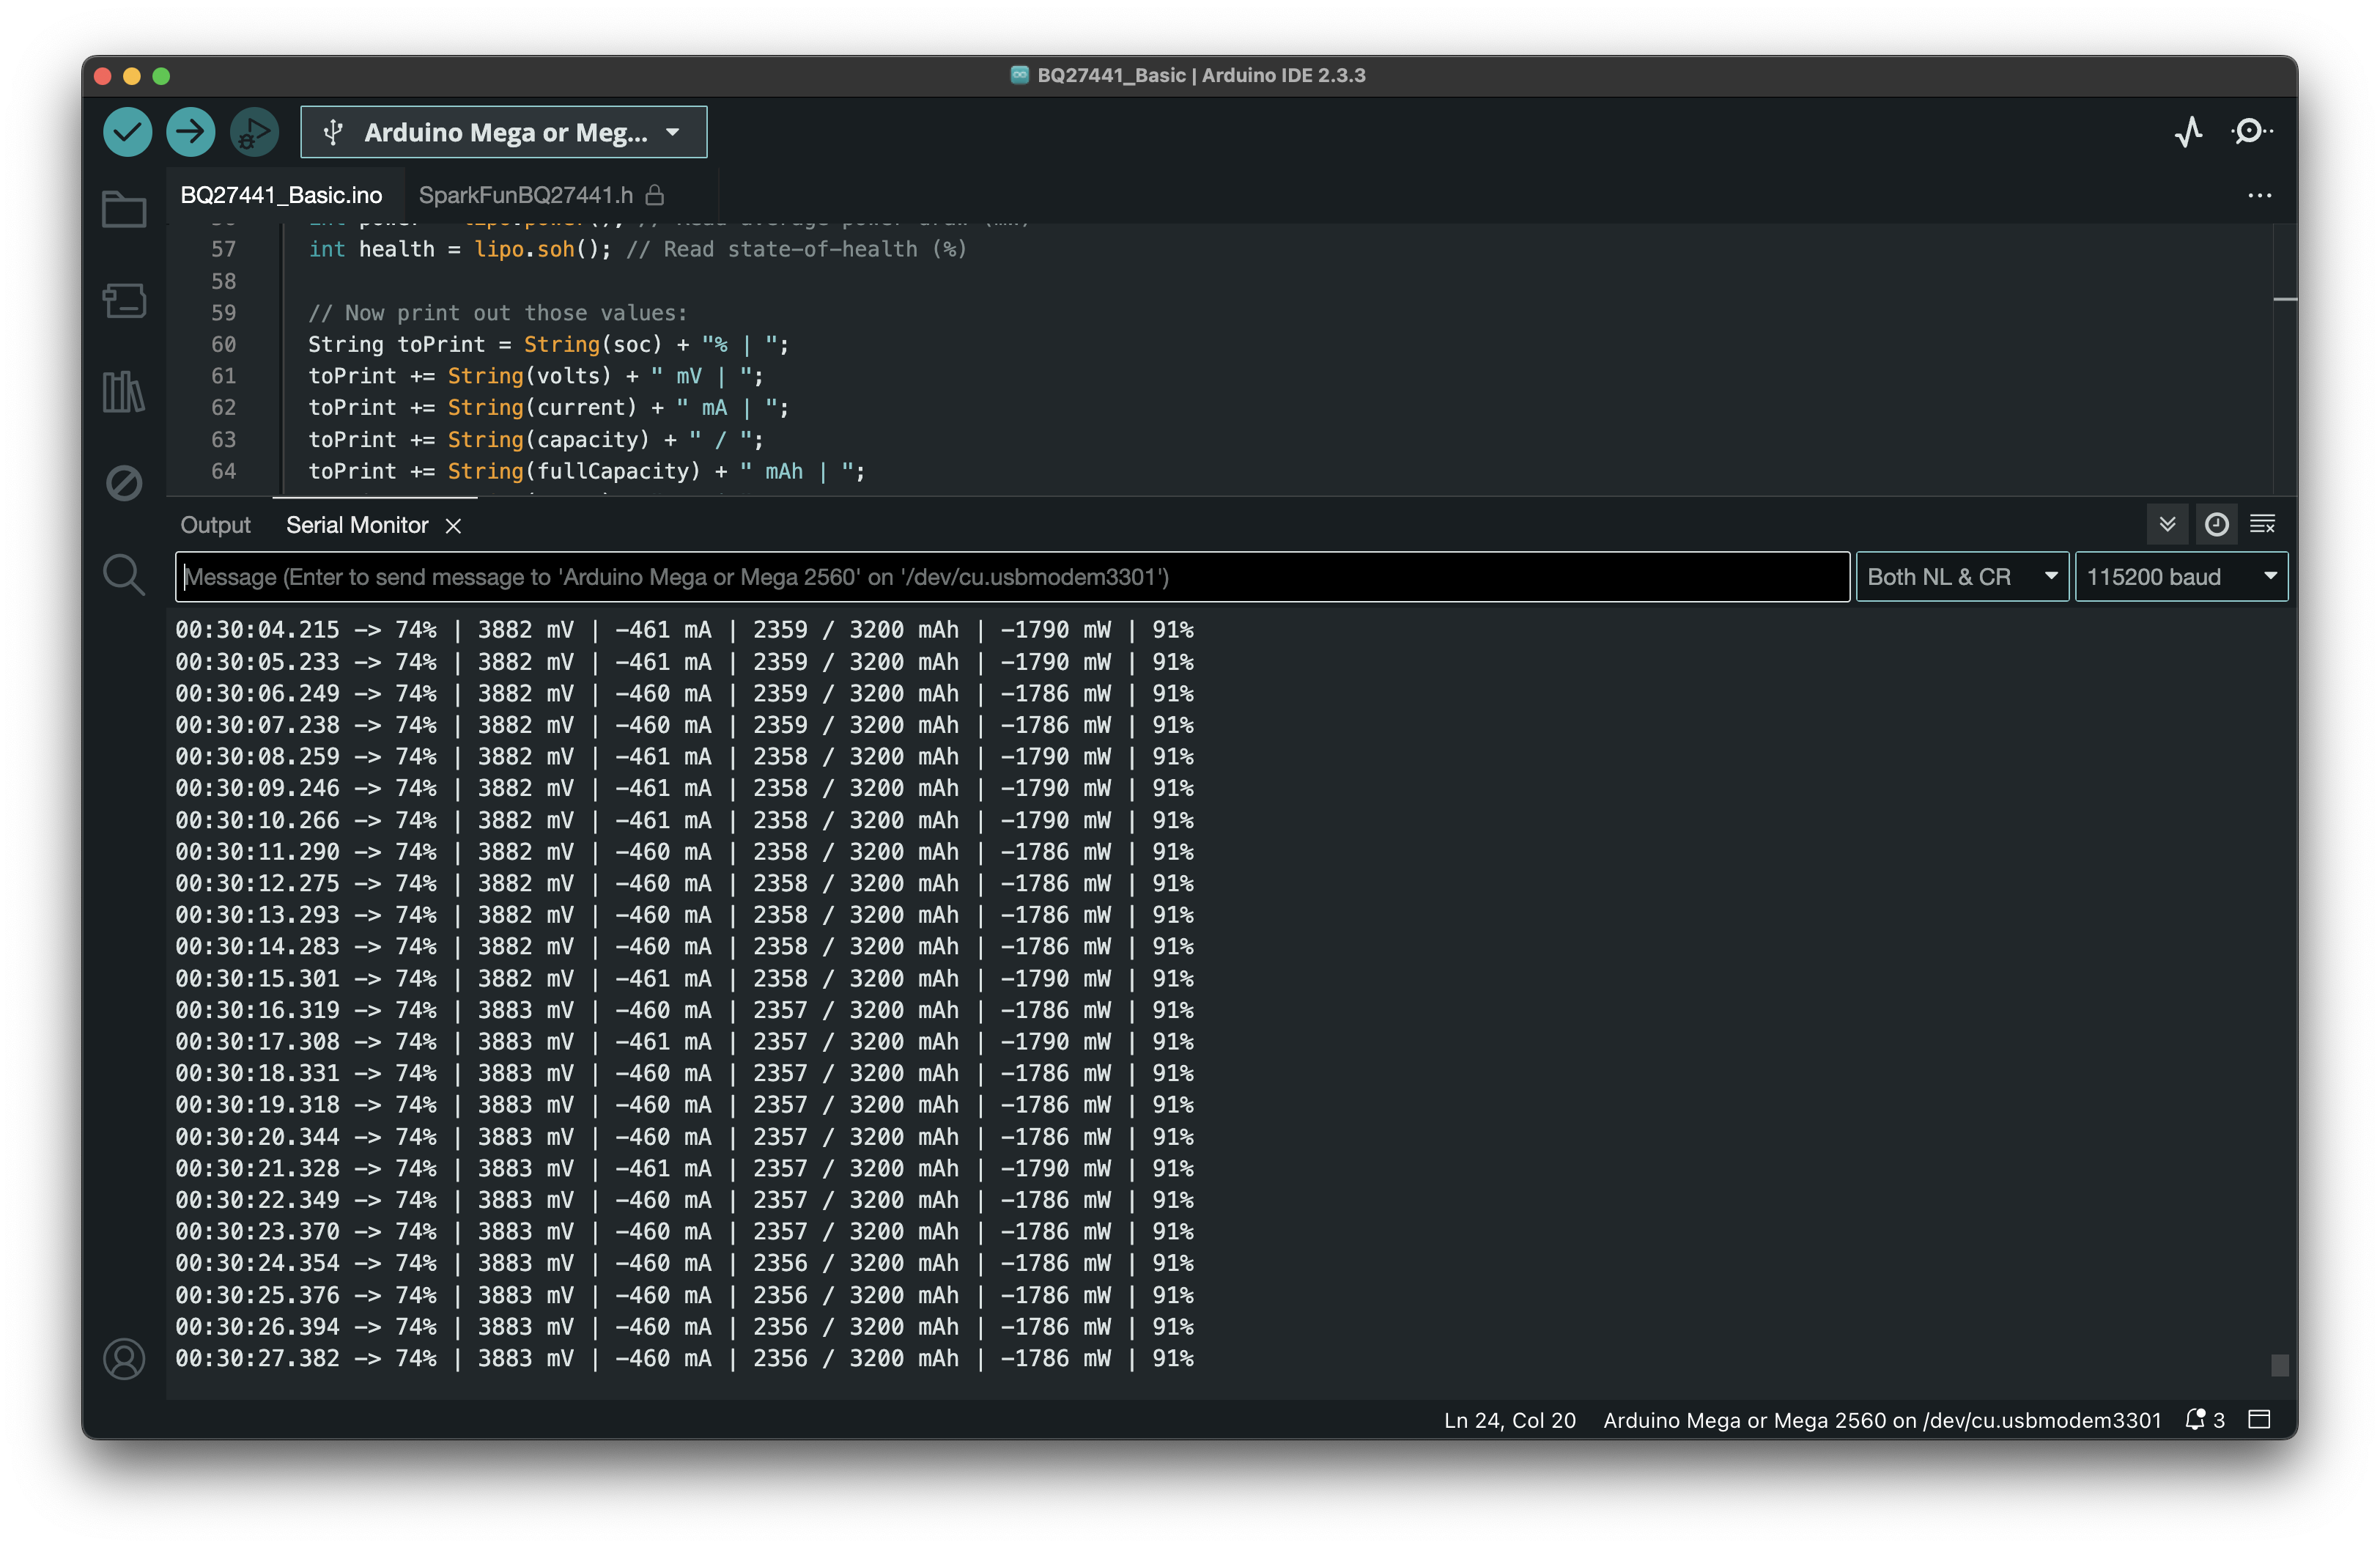 BQ27441_Basic | Arduino IDE 2.3.3
Arduino Mega or Meg...
BQ27441_Basic.ino SparkFunBQ27441.h
57 int health = lipo.soh(); // Read state-of-health (%)
58
59 // Now print out those values:
60 String toPrint = String(soc) + "% | ";
61 toPrint += String(volts) + " mV | ";
62 toPrint += String(current) + " mA | ";
63 toPrint += String(capacity) + " / ";
64 toPrint += String(fullCapacity) + " mAh | ";
Output Serial Monitor
Message (Enter to send message to 'Arduino Mega or Mega 2560' on '/dev/cu.usbmodem3301') Both NL & CR 115200 baud
00:30:04.215 -> 74% | 3882 mV | -461 mA | 2359 / 3200 mAh | -1790 mW | 91%
00:30:05.233 -> 74% | 3882 mV | -461 mA | 2359 / 3200 mAh | -1790 mW | 91%
00:30:06.249 -> 74% | 3882 mV | -460 mA | 2359 / 3200 mAh | -1786 mW | 91%
00:30:07.238 -> 74% | 3882 mV | -460 mA | 2359 / 3200 mAh | -1786 mW | 91%
00:30:08.259 -> 74% | 3882 mV | -461 mA | 2358 / 3200 mAh | -1790 mW | 91%
00:30:09.246 -> 74% | 3882 mV | -461 mA | 2358 / 3200 mAh | -1790 mW | 91%
00:30:10.266 -> 74% | 3882 mV | -461 mA | 2358 / 3200 mAh | -1790 mW | 91%
00:30:11.290 -> 74% | 3882 mV | -460 mA | 2358 / 3200 mAh | -1786 mW | 91%
00:30:12.275 -> 74% | 3882 mV | -460 mA | 2358 / 3200 mAh | -1786 mW | 91%
00:30:13.293 -> 74% | 3882 mV | -460 mA | 2358 / 3200 mAh | -1786 mW | 91%
00:30:14.283 -> 74% | 3882 mV | -460 mA | 2358 / 3200 mAh | -1786 mW | 91%
00:30:15.301 -> 74% | 3882 mV | -461 mA | 2358 / 3200 mAh | -1790 mW | 91%
00:30:16.319 -> 74% | 3883 mV | -460 mA | 2357 / 3200 mAh | -1786 mW | 91%
00:30:17.308 -> 74% | 3883 mV | -461 mA | 2357 / 3200 mAh | -1790 mW | 91%
00:30:18.331 -> 74% | 3883 mV | -460 mA | 2357 / 3200 mAh | -1786 mW | 91%
00:30:19.318 -> 74% | 3883 mV | -460 mA | 2357 / 3200 mAh | -1786 mW | 91%
00:30:20.344 -> 74% | 3883 mV | -460 mA | 2357 / 3200 mAh | -1786 mW | 91%
00:30:21.328 -> 74% | 3883 mV | -461 mA | 2357 / 3200 mAh | -1790 mW | 91%
00:30:22.349 -> 74% | 3883 mV | -460 mA | 2357 / 3200 mAh | -1786 mW | 91%
00:30:23.370 -> 74% | 3883 mV | -460 mA | 2357 / 3200 mAh | -1786 mW | 91%
00:30:24.354 -> 74% | 3883 mV | -460 mA | 2356 / 3200 mAh | -1786 mW | 91%
00:30:25.376 -> 74% | 3883 mV | -460 mA | 2356 / 3200 mAh | -1786 mW | 91%
00:30:26.394 -> 74% | 3883 mV | -460 mA | 2356 / 3200 mAh | -1786 mW | 91%
00:30:27.382 -> 74% | 3883 mV | -460 mA | 2356 / 3200 mAh | -1786 mW | 91%
Ln 24, Col 20 Arduino Mega or Mega 2560 on /dev/cu.usbmodem3301 3